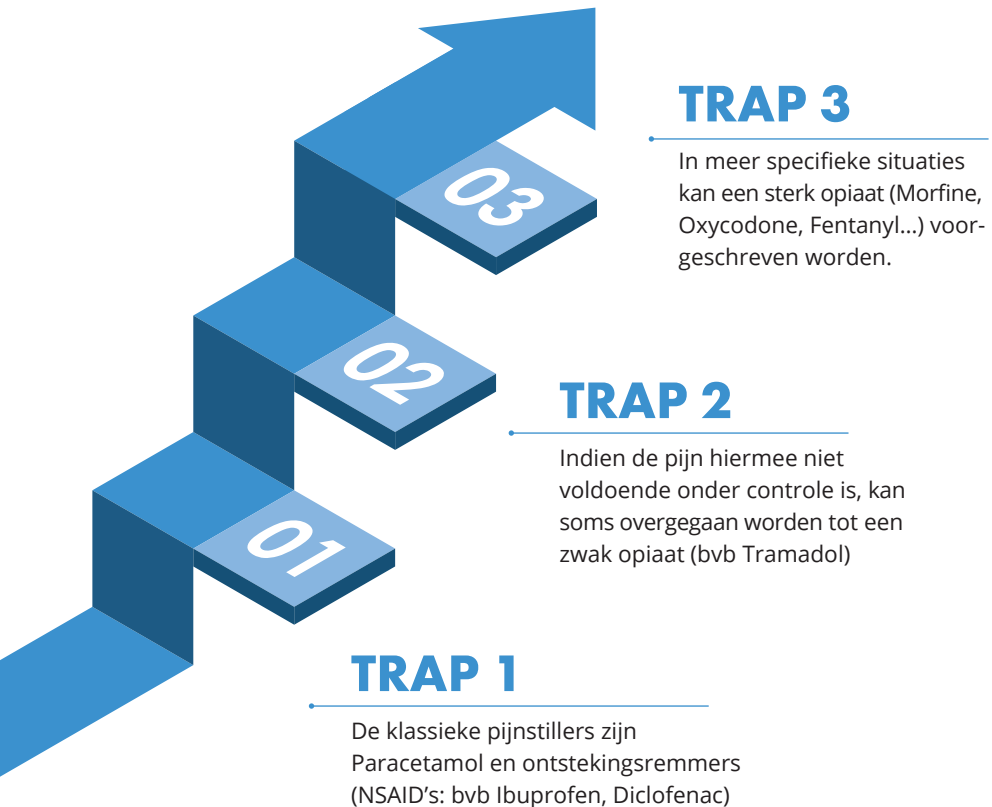 TRAP 3
In meer specifieke situaties
kan een sterk opiaat (Morfine,
Oxycodone, Fentanyl...) voor-
geschreven worden.
03
TRAP 2
Indien de pijn hiermee niet
voldoende onder controle is, kan
soms overgegaan worden tot een
zwak opiaat (bvb Tramadol)
02
01
TRAP 1
De klassieke pijnstillers zijn
Paracetamol en ontstekingsremmers
(NSAID’s: bvb Ibuprofen, Diclofenac)